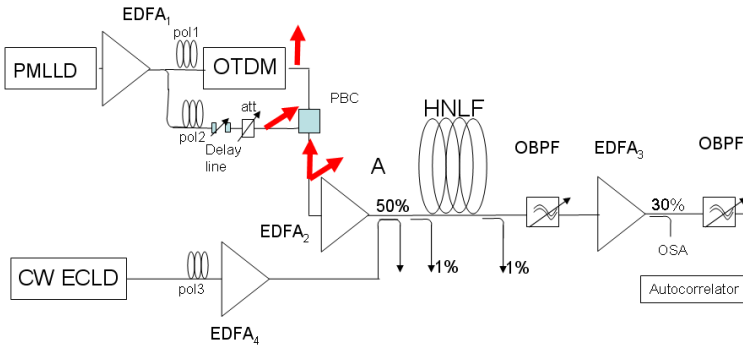 EDFA1
pol1
PMLLD
OTDM
PBC
att
HNLF
pol2
Delay
line
OBPF
EDFA3
OBPF
A
50%
30%
EDFA2
OSA
1%
1%
CW ECLD
pol3
Autocorrelator
EDFA4